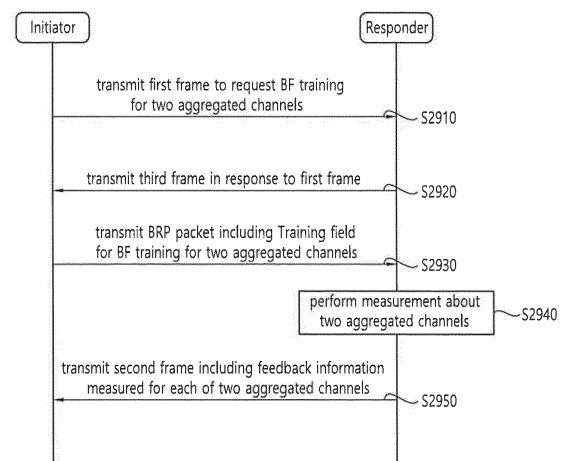 Initiator
Responder
transmit first frame to request BF training
for two aggregated channels
S2910
transmit third frame in response to first frame
S2920
transmit BRP packet including Training field
for BF training for two aggregated channels
S2930
perform measurement about
two aggregated channels
S2940
transmit second frame including feedback information
measured for each of two aggregated channels
S2950